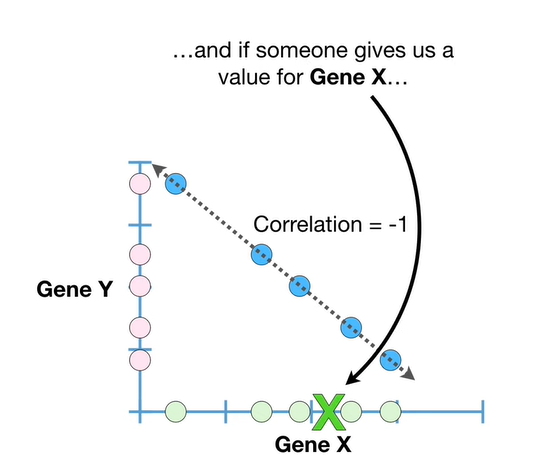 ...and if someone gives us a
value for Gene X...
Correlation = -1
Gene Y
X
Gene X